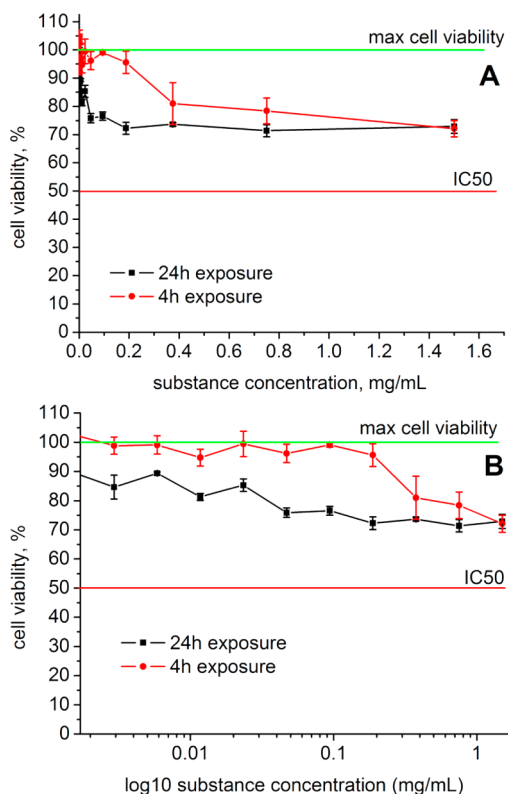 max cell viability
A
110
100
90
80
70
60
50
40
30
20
10
0
cell viability, %
IC50
24h exposure
4h exposure
0.0 0.2 0.4 0.6 0.8 1.0 1.2 1.4 1.6
substance concentration, mg/mL
max cell viability
B
110
100
90
80
70
60
50
40
30
20
10
0
cell viability, %
IC50
24h exposure
4h exposure
0.01 0.1 1
log10 substance concentration (mg/mL)